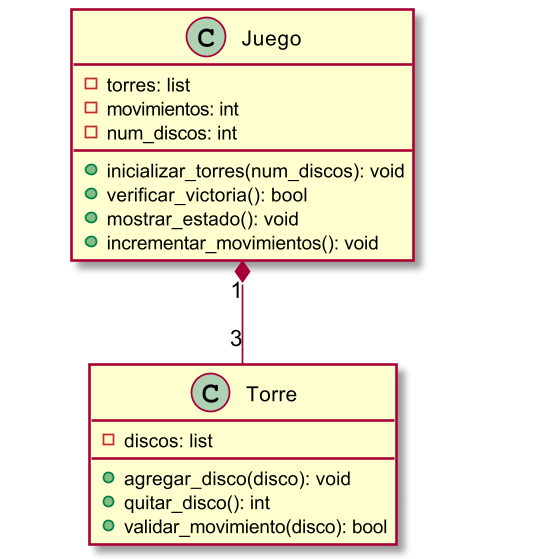 C Juego
torres: list
movimientos: int
num_discos: int
inicializar_torres(num_discos): void
verificar_victoria(): bool
mostrar_estado(): void
incrementar_movimientos(): void
1
3
C Torre
discos: list
agregar_disco(disco): void
quitar_disco(): int
validar_movimiento(disco): bool